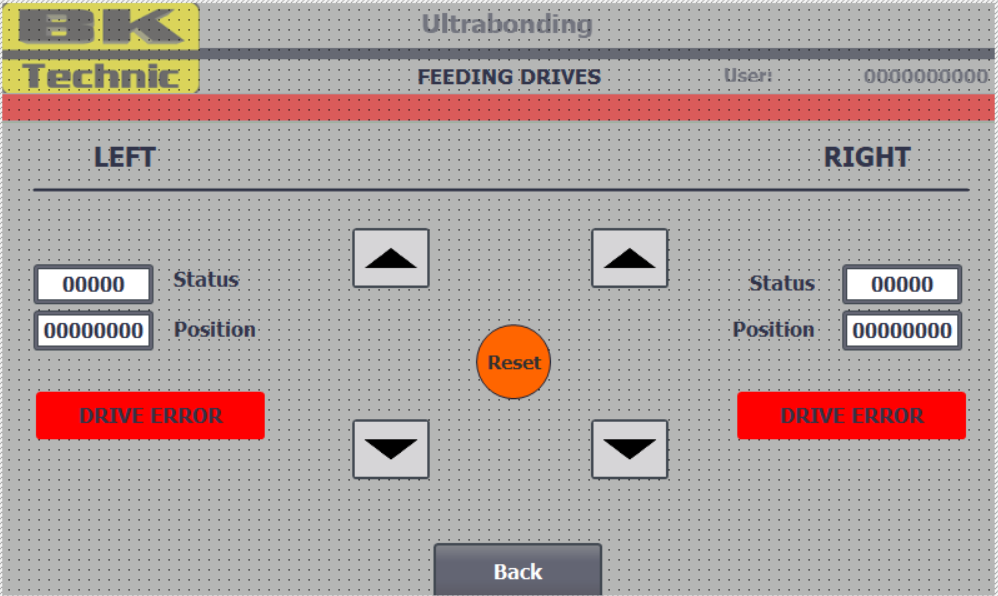 BK
Technic
Ultrabonding
FEEDING DRIVES
User: 0000000000
LEFT
RIGHT
00000 Status
Status 00000
00000000 Position
Position 00000000
Reset
DRIVE ERROR
DRIVE ERROR
Back